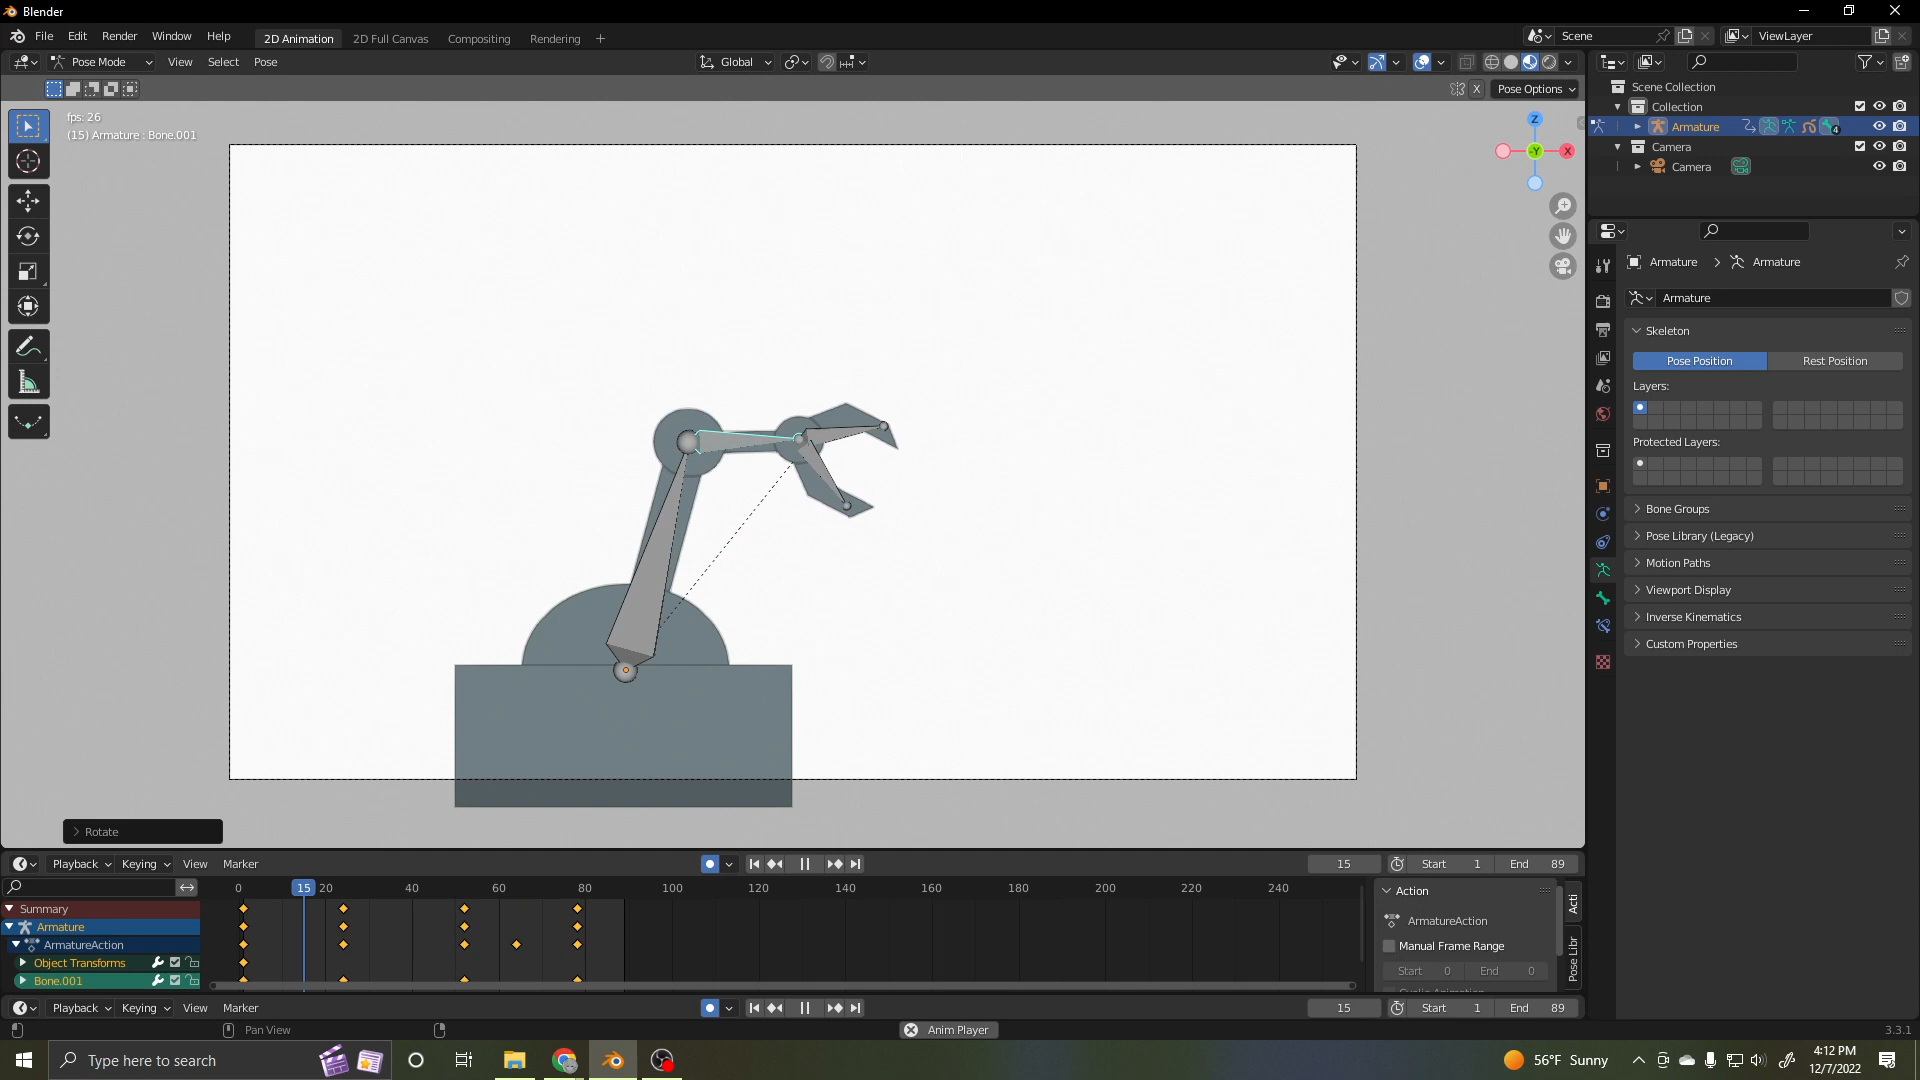 Blender
File Edit Render Window Help 2D Animation 2D Full Canvas Compositing Rendering + Scene ViewLayer
Pose Mode View Select Pose Global
X Pose Options
fps: 26
(15) Armature : Bone.001
Z
-Y
X
Scene Collection
Collection
Armature 4
Camera
Camera
Armature > Armature
Armature
Skeleton
Pose Position Rest Position
Layers:
Protected Layers:
Bone Groups
Pose Library (Legacy)
Motion Paths
Viewport Display
Inverse Kinematics
Custom Properties
Rotate
Playback Keying View Marker 15 Start 1 End 89
0 15 20 40 60 80 100 120 140 160 180 200 220 240
Summary
Armature
ArmatureAction
Object Transforms
Bone.001
Action
ArmatureAction
Manual Frame Range
Start 0 End 0
Cyclic Animation
Acti
Pose Libr
Playback Keying View Marker 15 Start 1 End 89
Pan View Anim Player 3.3.1
Type here to search 56°F Sunny 4:12 PM
12/7/2022